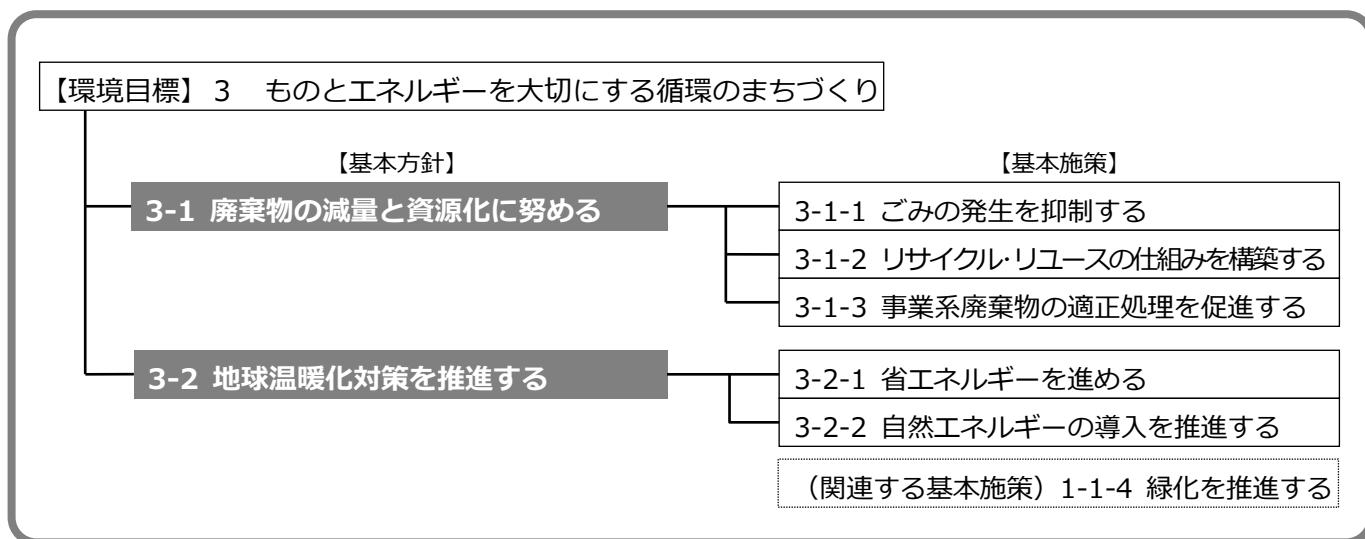 【環境目標】３　ものとエネルギーを大切にする循環のまちづくり
【基本方針】
【基本施策】
3-1 廃棄物の減量と資源化に努める
3-1-1 ごみの発生を抑制する
3-1-2 リサイクル・リユースの仕組みを構築する
3-1-3 事業系廃棄物の適正処理を促進する
3-2 地球温暖化対策を推進する
3-2-1 省エネルギーを進める
3-2-2 自然エネルギーの導入を推進する
（関連する基本施策）1-1-4 緑化を推進する